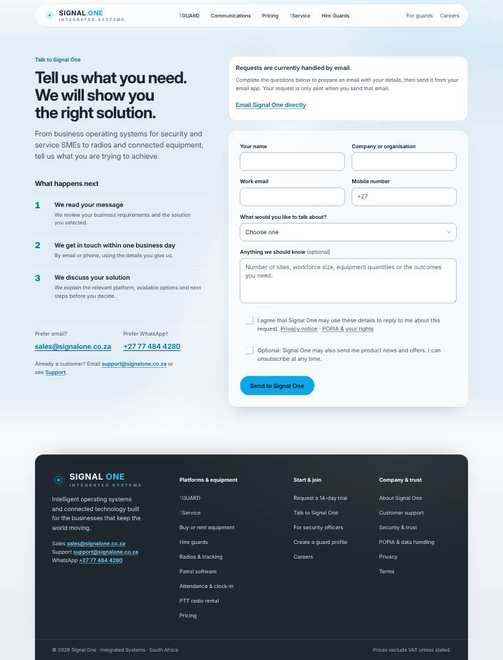 SIGNAL ONE
INTEGRATED SYSTEMS
1GUARD
Communications
Pricing
1Service
Hire Guards
For guards
Careers
Talk to Signal One
Tell us what you need.
We will show you
the right solution.
From business operating systems for security and
service SMEs to radios and connected equipment,
tell us what you are trying to achieve.
What happens next
1
We read your message
We review your business requirements and the solution
you selected.
2
We get in touch within one business day
By email or phone, using the details you give us.
3
We discuss your solution
We explain the relevant platform, available options and next
steps before you decide.
Prefer email?
sales@signalone.co.za
Prefer WhatsApp?
+27 77 484 4280
Already a customer? Email support@signalone.co.za or
see Support.
Requests are currently handled by email.
Complete the questions below to prepare an email with your details, then send it from your
email app. Your request is only sent when you send that email.
Email Signal One directly
Your name
Company or organisation
Work email
Mobile number
+27
What would you like to talk about?
Choose one
Anything we should know (optional)
Number of sites, workforce size, equipment quantities or the outcomes
you need.
I agree that Signal One may use these details to reply to me about this
request. Privacy notice · POPIA & your rights
Optional: Signal One may also send me product news and offers. I can
unsubscribe at any time.
Send to Signal One
SIGNAL ONE
INTEGRATED SYSTEMS
Intelligent operating systems
and connected technology built
for the businesses that keep the
world moving.
Sales sales@signalone.co.za
Support support@signalone.co.za
WhatsApp +27 77 484 4280
Platforms & equipment
1GUARD
1Service
Buy or rent equipment
Hire guards
Radios & tracking
Patrol software
Attendance & clock-in
PTT radio rental
Pricing
Start & join
Request a 14-day trial
Talk to Signal One
For security officers
Create a guard profile
Careers
Company & trust
About Signal One
Customer support
Security & trust
POPIA & data handling
Privacy
Terms
© 2026 Signal One · Integrated Systems · South Africa
Prices exclude VAT unless stated.